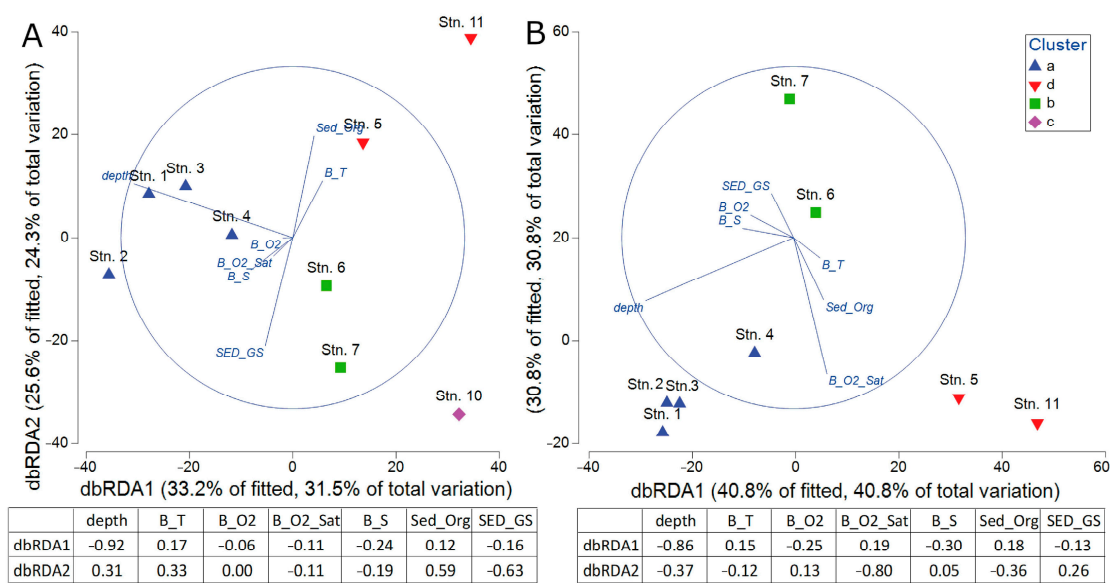 A
B
Cluster
a
d
b
c
40
20
0
−20
−40
−40
−20
0
20
40
dbRDA2 (25.6% of fitted, 24.3% of total variation)
dbRDA1 (33.2% of fitted, 31.5% of total variation)
Stn. 11
Stn. 5
Sed_Org
B_T
depth
Stn. 1
Stn. 3
Stn. 4
B_O2
B_O2_Sat
B_S
Stn. 2
Stn. 6
SED_GS
Stn. 7
Stn. 10
60
40
20
0
−20
−40
−20
0
20
40
60
(30.8% of fitted, 30.8% of total variation)
dbRDA1 (40.8% of fitted, 40.8% of total variation)
Stn. 7
SED_GS
Stn. 6
B_O2
B_S
B_T
depth
Sed_Org
Stn. 4
B_O2_Sat
Stn. 2
Stn.3
Stn. 1
Stn. 5
Stn. 11
depth B_T B_O2 B_O2_Sat B_S Sed_Org SED_GS
dbRDA1 −0.92 0.17 −0.06 −0.11 −0.24 0.12 −0.16
dbRDA2 0.31 0.33 0.00 −0.11 −0.19 0.59 −0.63
depth B_T B_O2 B_O2_Sat B_S Sed_Org SED_GS
dbRDA1 −0.86 0.15 −0.25 0.19 −0.30 0.18 −0.13
dbRDA2 −0.37 −0.12 0.13 −0.80 0.05 −0.36 0.26